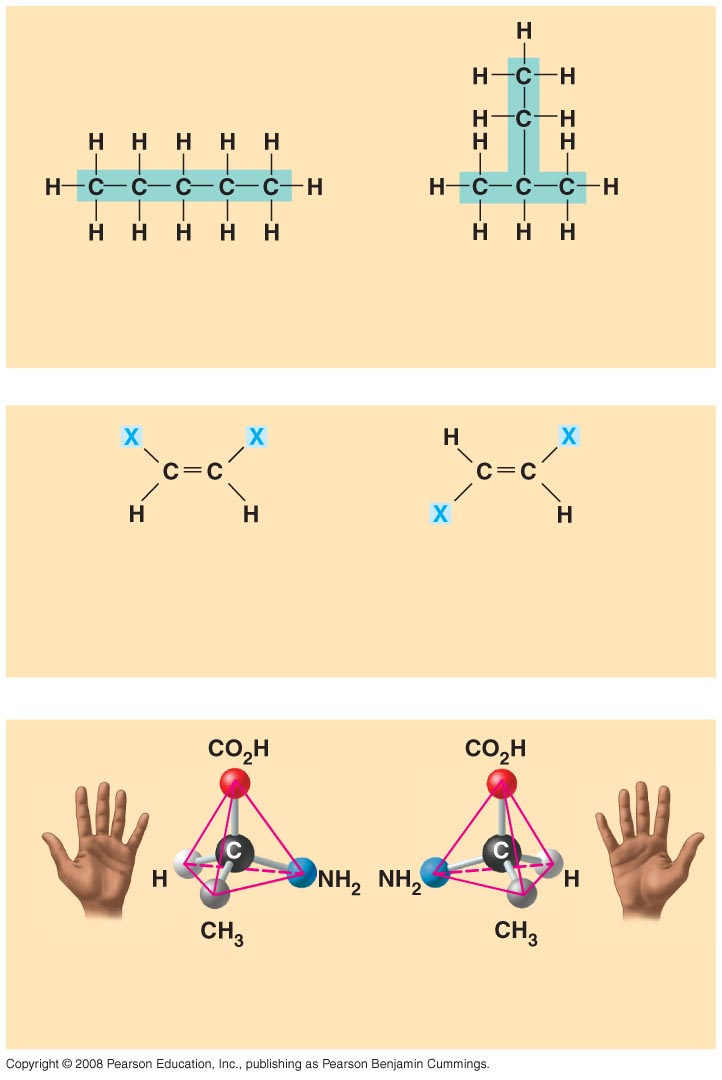 H
H C H
H C H
H H H H H H H
H C C C C C H H C C C H
H H H H H H H H
X X H X
C = C C = C
H H X H
CO2H CO2H
C C
H NH2 NH2 H
CH3 CH3
Copyright © 2008 Pearson Education, Inc., publishing as Pearson Benjamin Cummings.